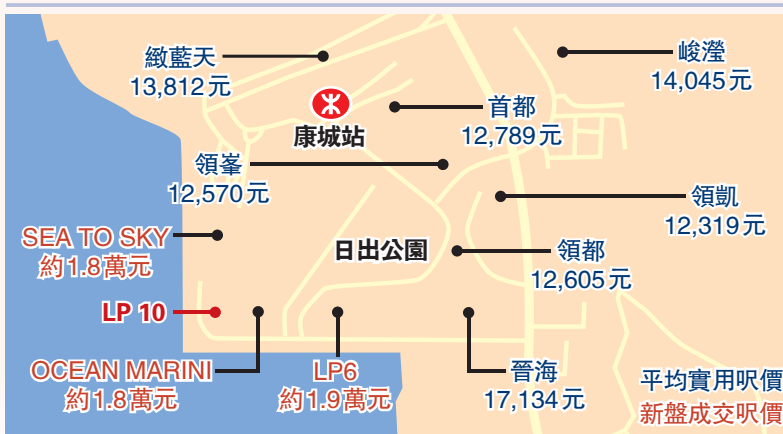 緻藍天
13,812元
峻瀅
14,045元
首都
12,789元
康城站
領峯
12,570元
領凱
12,319元
SEA TO SKY
約1.8萬元
日出公園
領都
12,605元
LP 10
OCEAN MARINI
約1.8萬元
LP6
約1.9萬元
晉海
17,134元
平均實用呎價
新盤成交呎價